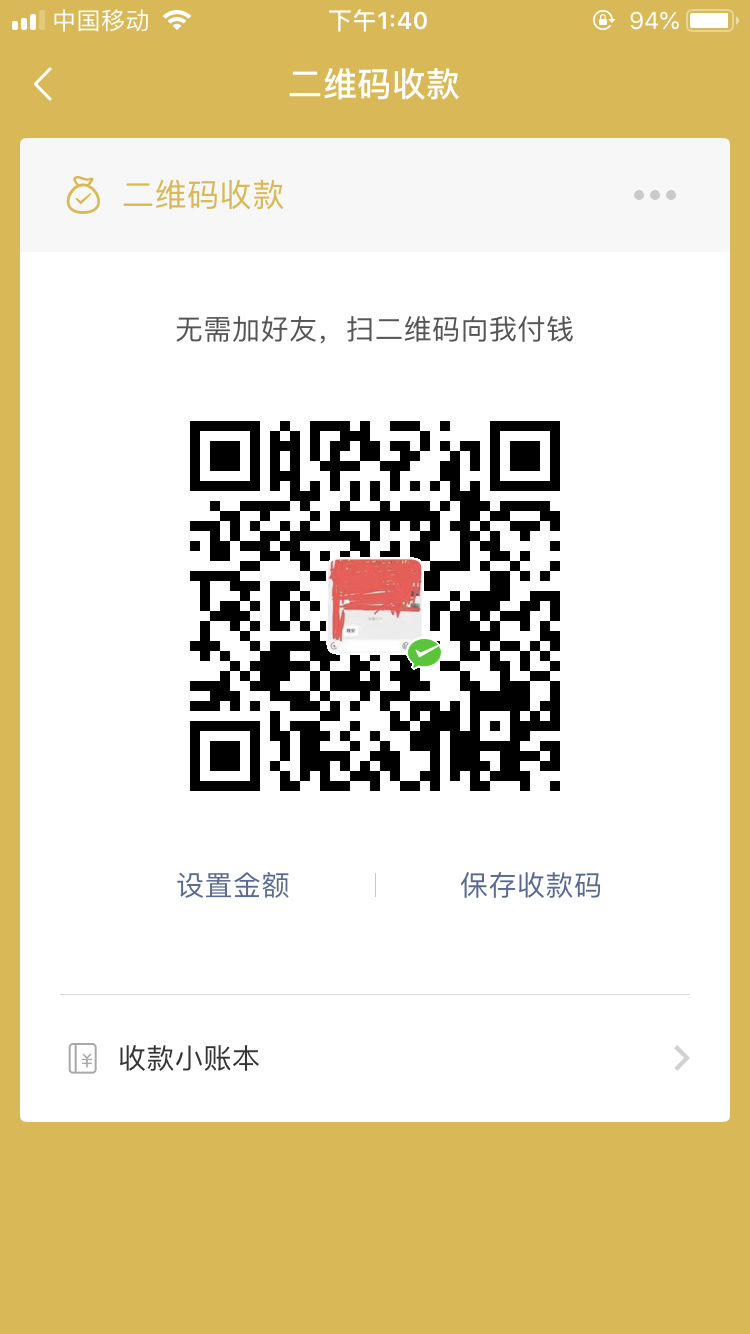 中国移动 下午1:40 94%
二维码收款
二维码收款
无需加好友，扫二维码向我付钱
设置金额 保存收款码
收款小账本